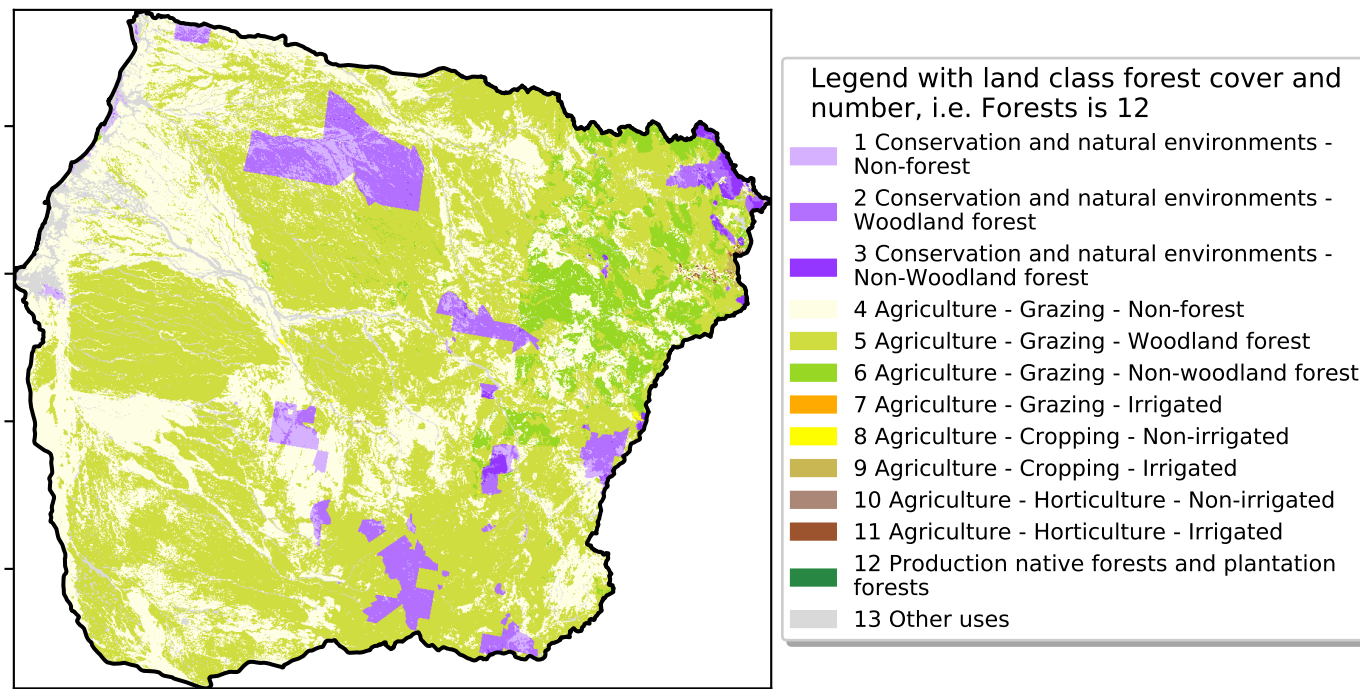 Legend with land class forest cover and
number, i.e. Forests is 12
1 Conservation and natural environments -
Non-forest
2 Conservation and natural environments -
Woodland forest
3 Conservation and natural environments -
Non-Woodland forest
4 Agriculture - Grazing - Non-forest
5 Agriculture - Grazing - Woodland forest
6 Agriculture - Grazing - Non-woodland forest
7 Agriculture - Grazing - Irrigated
8 Agriculture - Cropping - Non-irrigated
9 Agriculture - Cropping - Irrigated
10 Agriculture - Horticulture - Non-irrigated
11 Agriculture - Horticulture - Irrigated
12 Production native forests and plantation
forests
13 Other uses